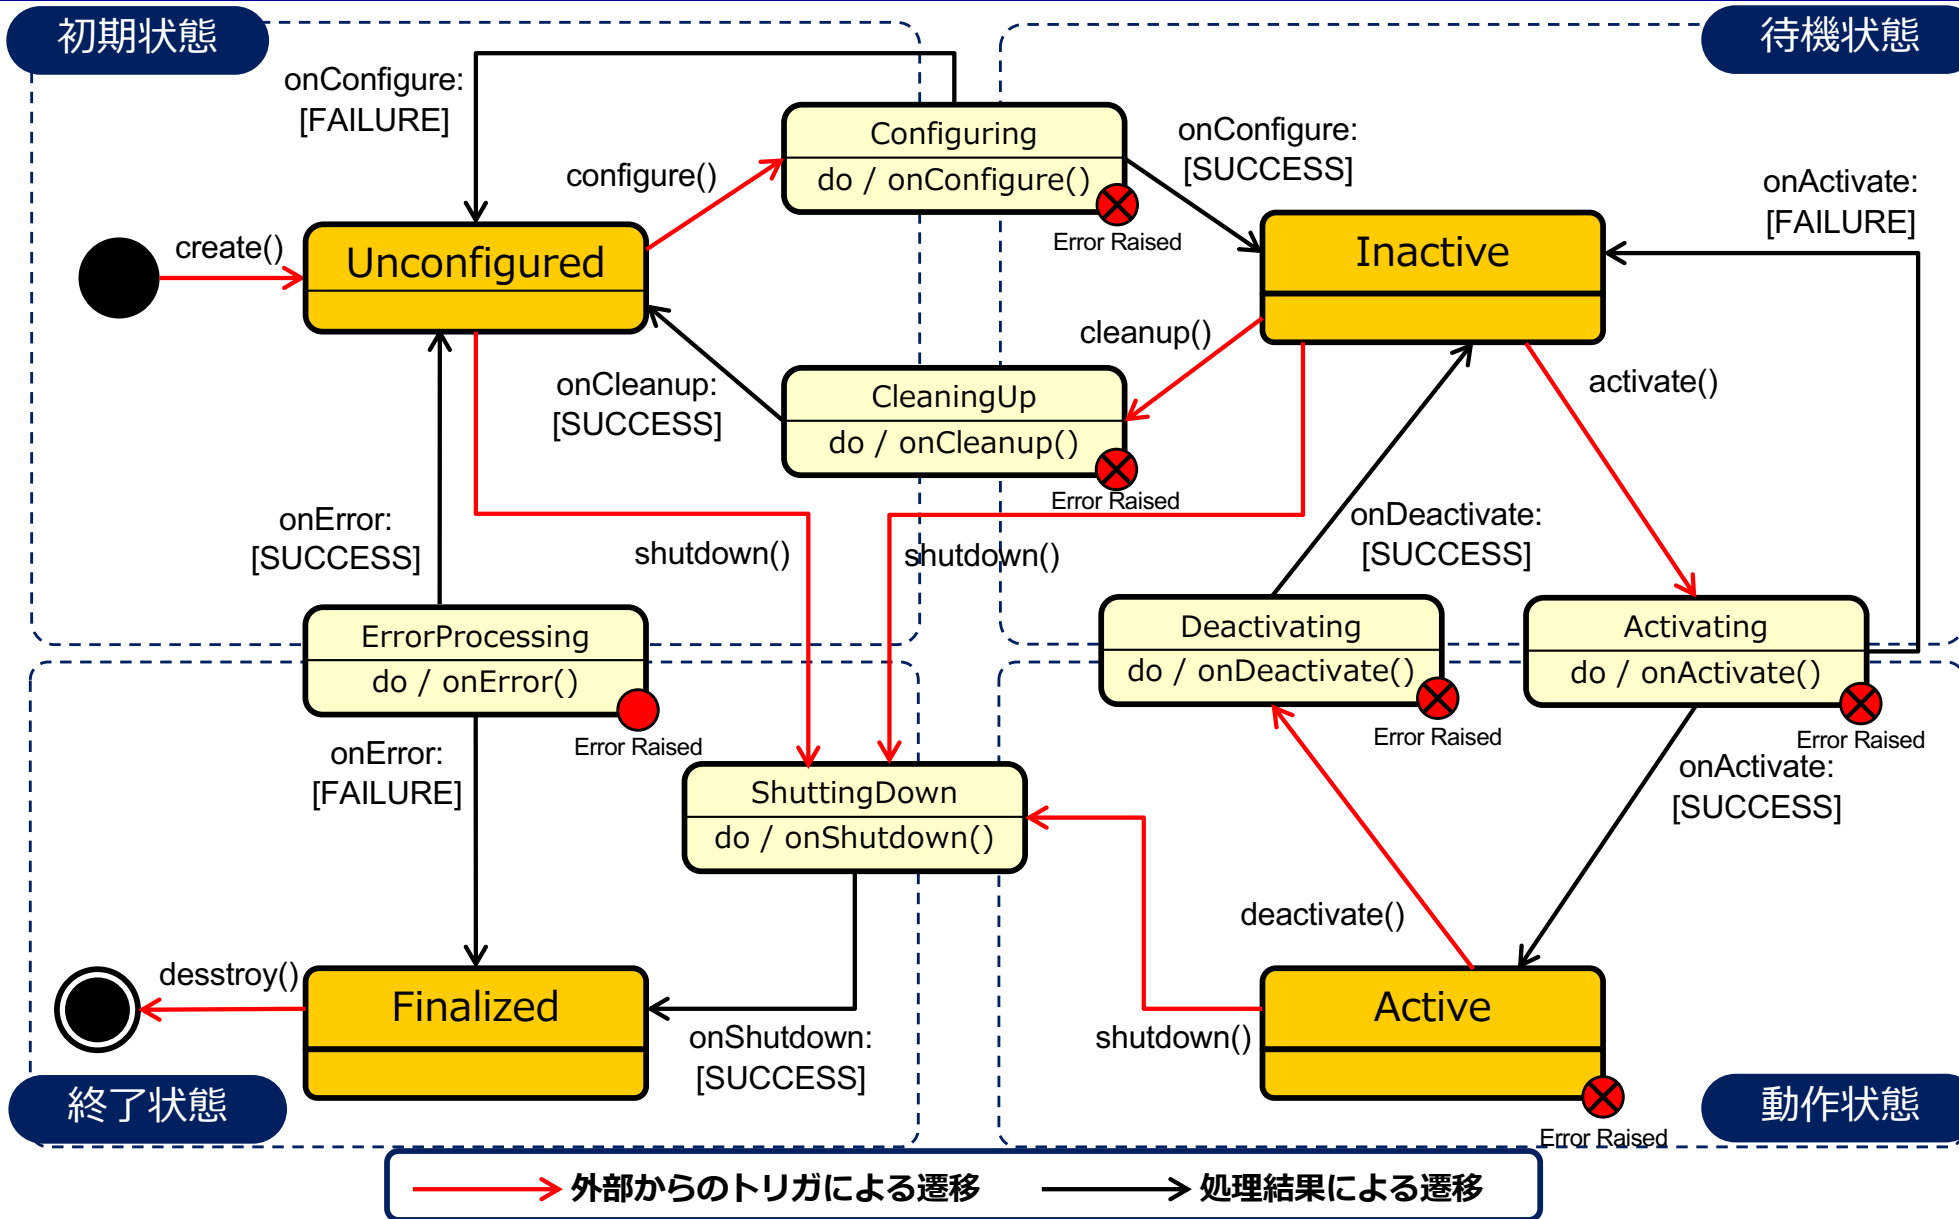 初期状態
待機状態
onConfigure:
[FAILURE]
Configuring
do / onConfigure()
Error Raised
onConfigure:
[SUCCESS]
onActivate:
[FAILURE]
configure()
create()
Unconfigured
Inactive
cleanup()
activate()
onCleanup:
[SUCCESS]
CleaningUp
do / onCleanup()
Error Raised
onError:
[SUCCESS]
shutdown()
shutdown()
onDeactivate:
[SUCCESS]
ErrorProcessing
do / onError()
Error Raised
Deactivating
do / onDeactivate()
Error Raised
Activating
do / onActivate()
Error Raised
onError:
[FAILURE]
ShuttingDown
do / onShutdown()
onActivate:
[SUCCESS]
deactivate()
desstroy()
Finalized
onShutdown:
[SUCCESS]
shutdown()
Active
Error Raised
終了状態
動作状態
外部からのトリガによる遷移
処理結果による遷移